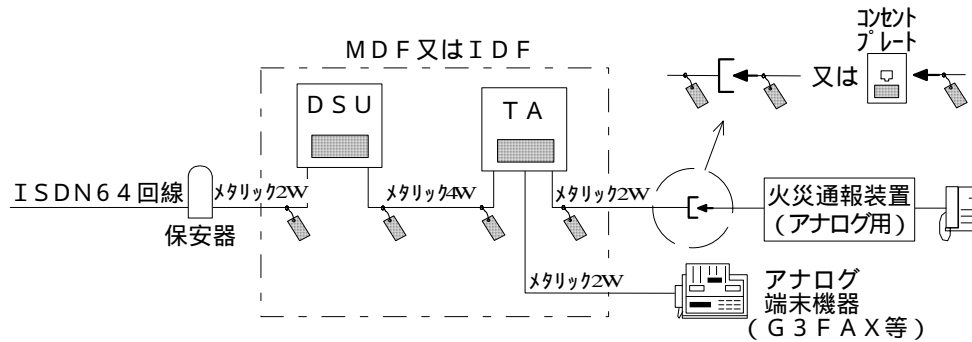 コンセント
プレート
MDF又はIDF
又は
DSU
TA
ISDN64回線
メタリック2W
メタリック4W
メタリック2W
火災通報装置
(アナログ用)
保安器
メタリック2W
アナログ
端末機器
(G3FAX等)